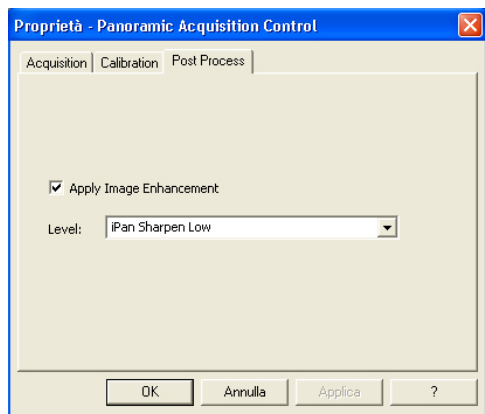 Proprietà - Panoramic Acquisition Control
Acquisition Calibration Post Process
Apply Image Enhancement
Level: iPan Sharpen Low
OK Annulla Applica ?